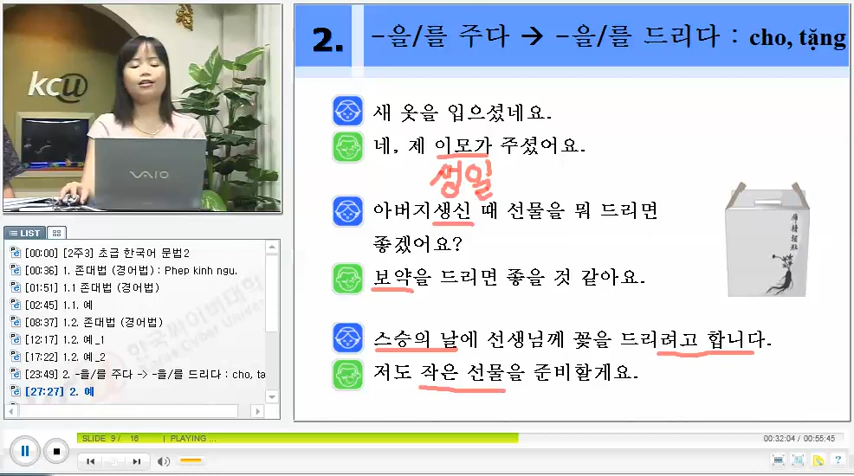 kcu
VAIO
2. -을/를 주다 → -을/를 드리다 : cho, tặng
새 옷을 입으셨네요.
네, 제 이모가 주셨어요.
생일
아버지생신 때 선물을 뭐 드리면
좋겠어요?
보약을 드리면 좋을 것 같아요.
스승의 날에 선생님께 꽃을 드리려고 합니다.
저도 작은 선물을 준비할게요.
LIST
[00:00] [2주3] 초급 한국어 문법2
[00:36] 1. 존대법 (경어법) : Phep kinh ngu.
[01:51] 1.1 존대법 (경어법)
[02:45] 1.1. 예
[08:37] 1.2. 존대법 (경어법)
[12:17] 1.2. 예_1
[17:22] 1.2. 예_2
[23:49] 2. -을/를 주다 -> -을/를 드리다 : cho, ta
[27:27] 2. 예
SLIDE 9 / 16 | PLAYING ...
00:32:04 / 00:55:45